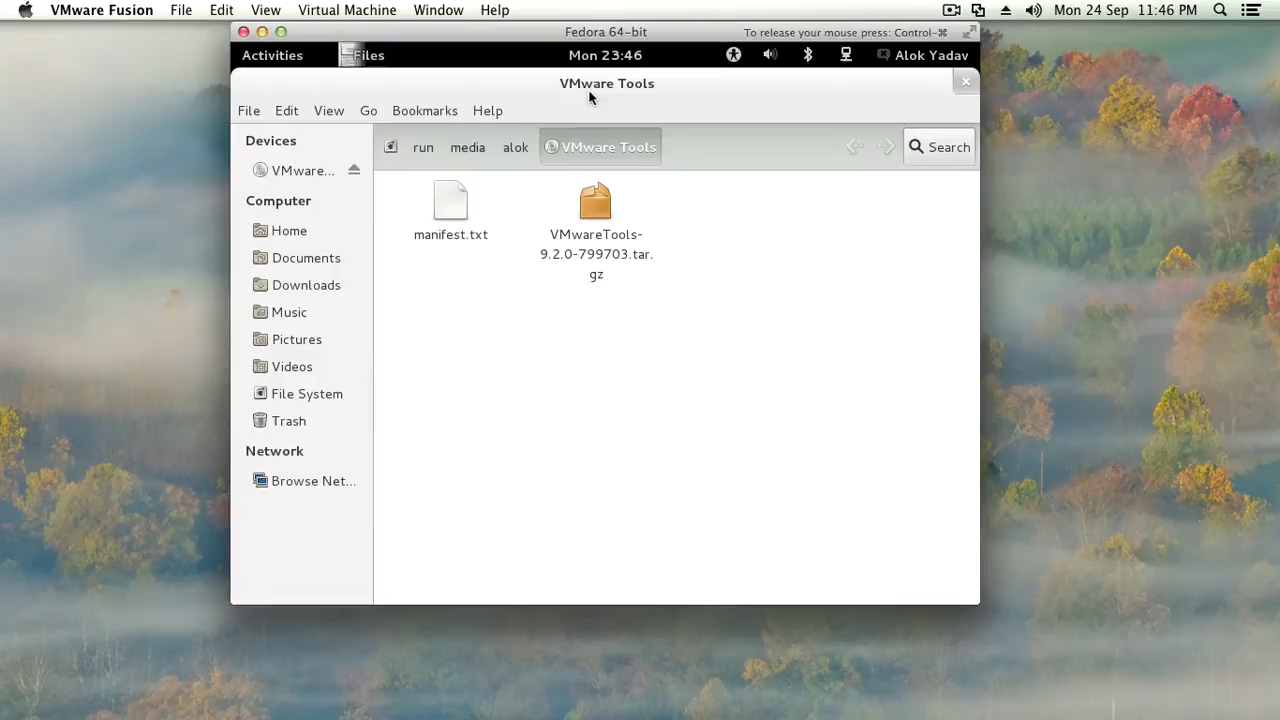 VMware Fusion File Edit View Virtual Machine Window Help Mon 24 Sep 11:46 PM
Fedora 64-bit To release your mouse press: Control-⌘
Activities Files Mon 23:46 Alok Yadav
VMware Tools
File Edit View Go Bookmarks Help
Devices
VMware...
Computer
Home
Documents
Downloads
Music
Pictures
Videos
File System
Trash
Network
Browse Net...
run media alok VMware Tools Search
manifest.txt
VMwareTools-
9.2.0-799703.tar.
gz